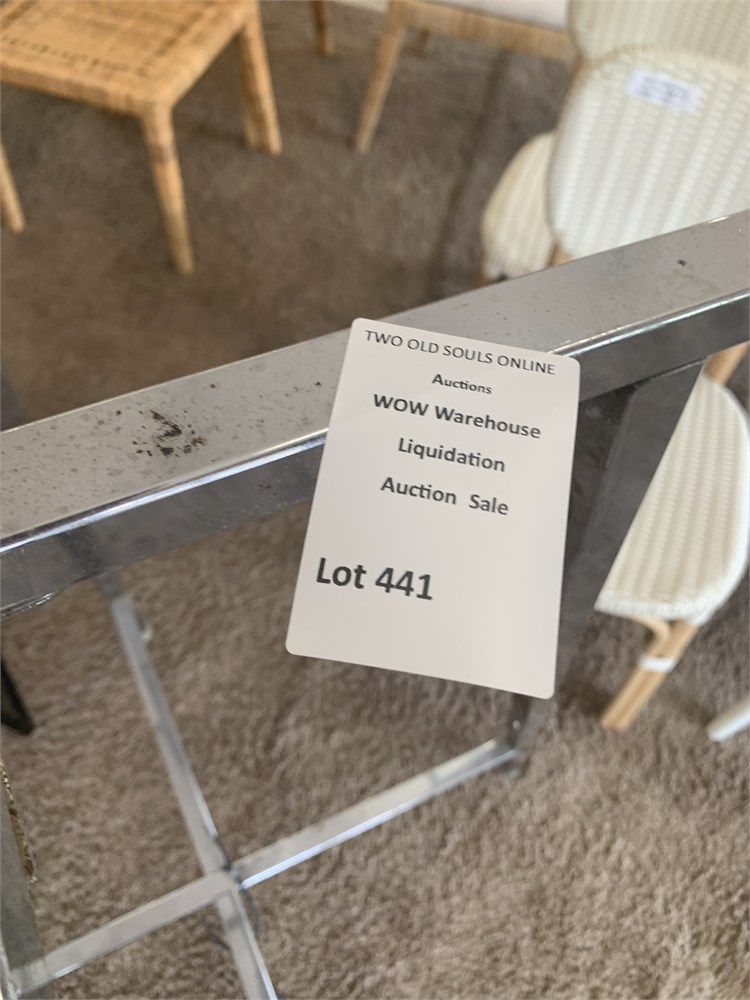 TWO OLD SOULS ONLINE
Auctions
WOW Warehouse
Liquidation
Auction Sale
Lot 441